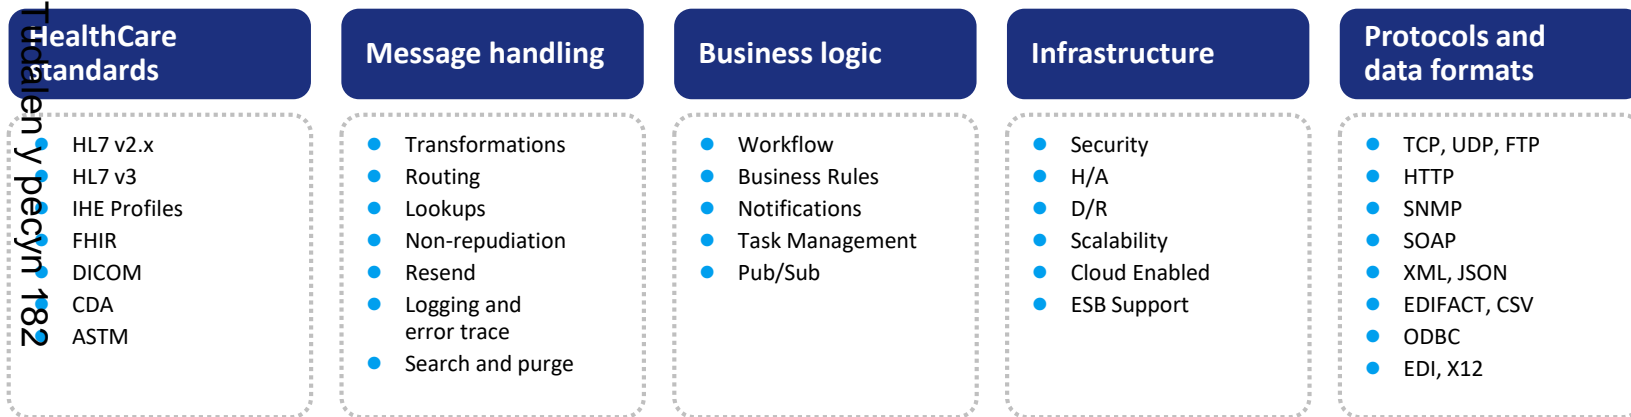 Tudalen y pecyn 182
HealthCare
standards
HL7 v2.x
HL7 v3
IHE Profiles
FHIR
DICOM
CDA
ASTM
Message handling
Transformations
Routing
Lookups
Non-repudiation
Resend
Logging and
error trace
Search and purge
Business logic
Workflow
Business Rules
Notifications
Task Management
Pub/Sub
Infrastructure
Security
H/A
D/R
Scalability
Cloud Enabled
ESB Support
Protocols and
data formats
TCP, UDP, FTP
HTTP
SNMP
SOAP
XML, JSON
EDIFACT, CSV
ODBC
EDI, X12